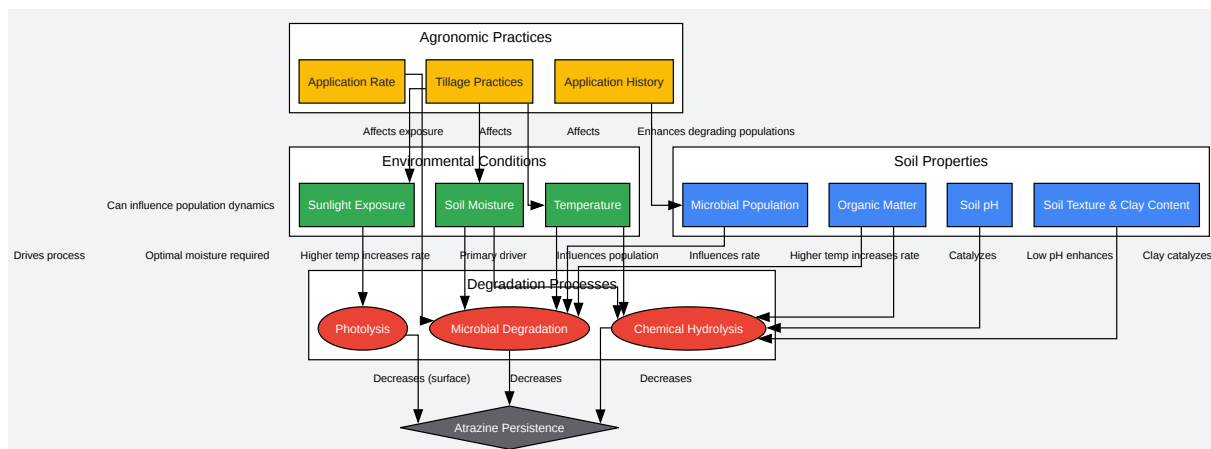 Agronomic Practices
Application Rate
Tillage Practices
Application History
Affects exposure
Affects
Affects
Enhances degrading populations
Environmental Conditions
Soil Properties
Can influence population dynamics
Sunlight Exposure
Soil Moisture
Temperature
Microbial Population
Organic Matter
Soil pH
Soil Texture & Clay Content
Drives process
Optimal moisture required
Higher temp increases rate
Primary driver
Influences population
Influences rate
Higher temp increases rate
Catalyzes
Low pH enhances
Clay catalyzes
Degradation Processes
Photolysis
Microbial Degradation
Chemical Hydrolysis
Decreases (surface)
Decreases
Decreases
Atrazine Persistence